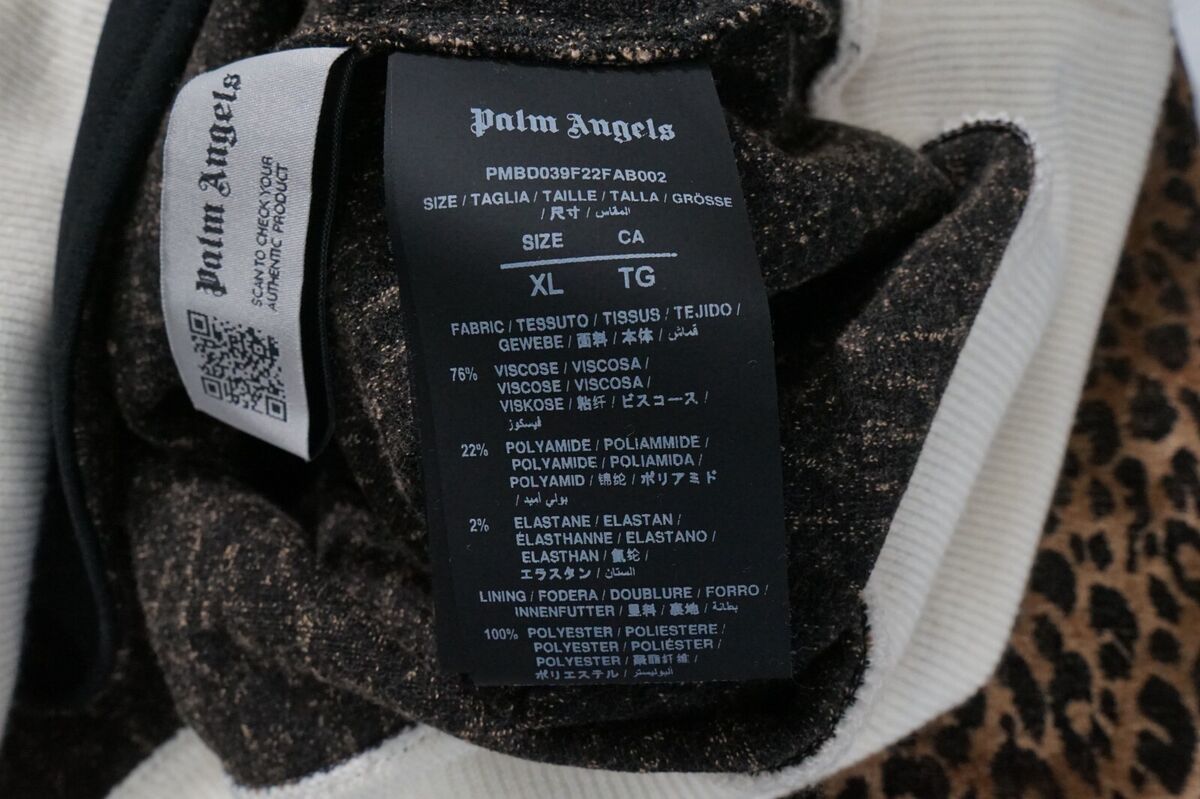 Palm Angels
SCAN TO CHECK YOUR
AUTHENTIC PRODUCT
Palm Angels
PMBD039F22FAB002
SIZE / TAGLIA / TAILLE / TALLA / GRÖSSE
/ 尺寸 / المقاس
SIZE CA
XL TG
FABRIC / TESSUTO / TISSUS / TEJIDO /
GEWEBE / 面料 / 本体 / قماش
76% VISCOSE / VISCOSA /
VISCOSE / VISCOSA /
VISKOSE / 粘纤 / ビスコース /
فيسكوز
22% POLYAMIDE / POLIAMMIDE /
POLYAMIDE / POLIAMIDA /
POLYAMID / 锦纶 / ポリアミド
/ بولي أميد
2% ELASTANE / ELASTAN /
ÉLASTHANNE / ELASTANO /
ELASTHAN / 氨纶 /
エラスタン / الستان
LINING / FODERA / DOUBLURE / FORRO /
INNENFUTTER / 里料 / 裏地 / بطانة
100% POLYESTER / POLIESTERE /
POLYESTER / POLIÉSTER /
POLYESTER / 聚酯纤维 /
ポリエステル / البوليستر